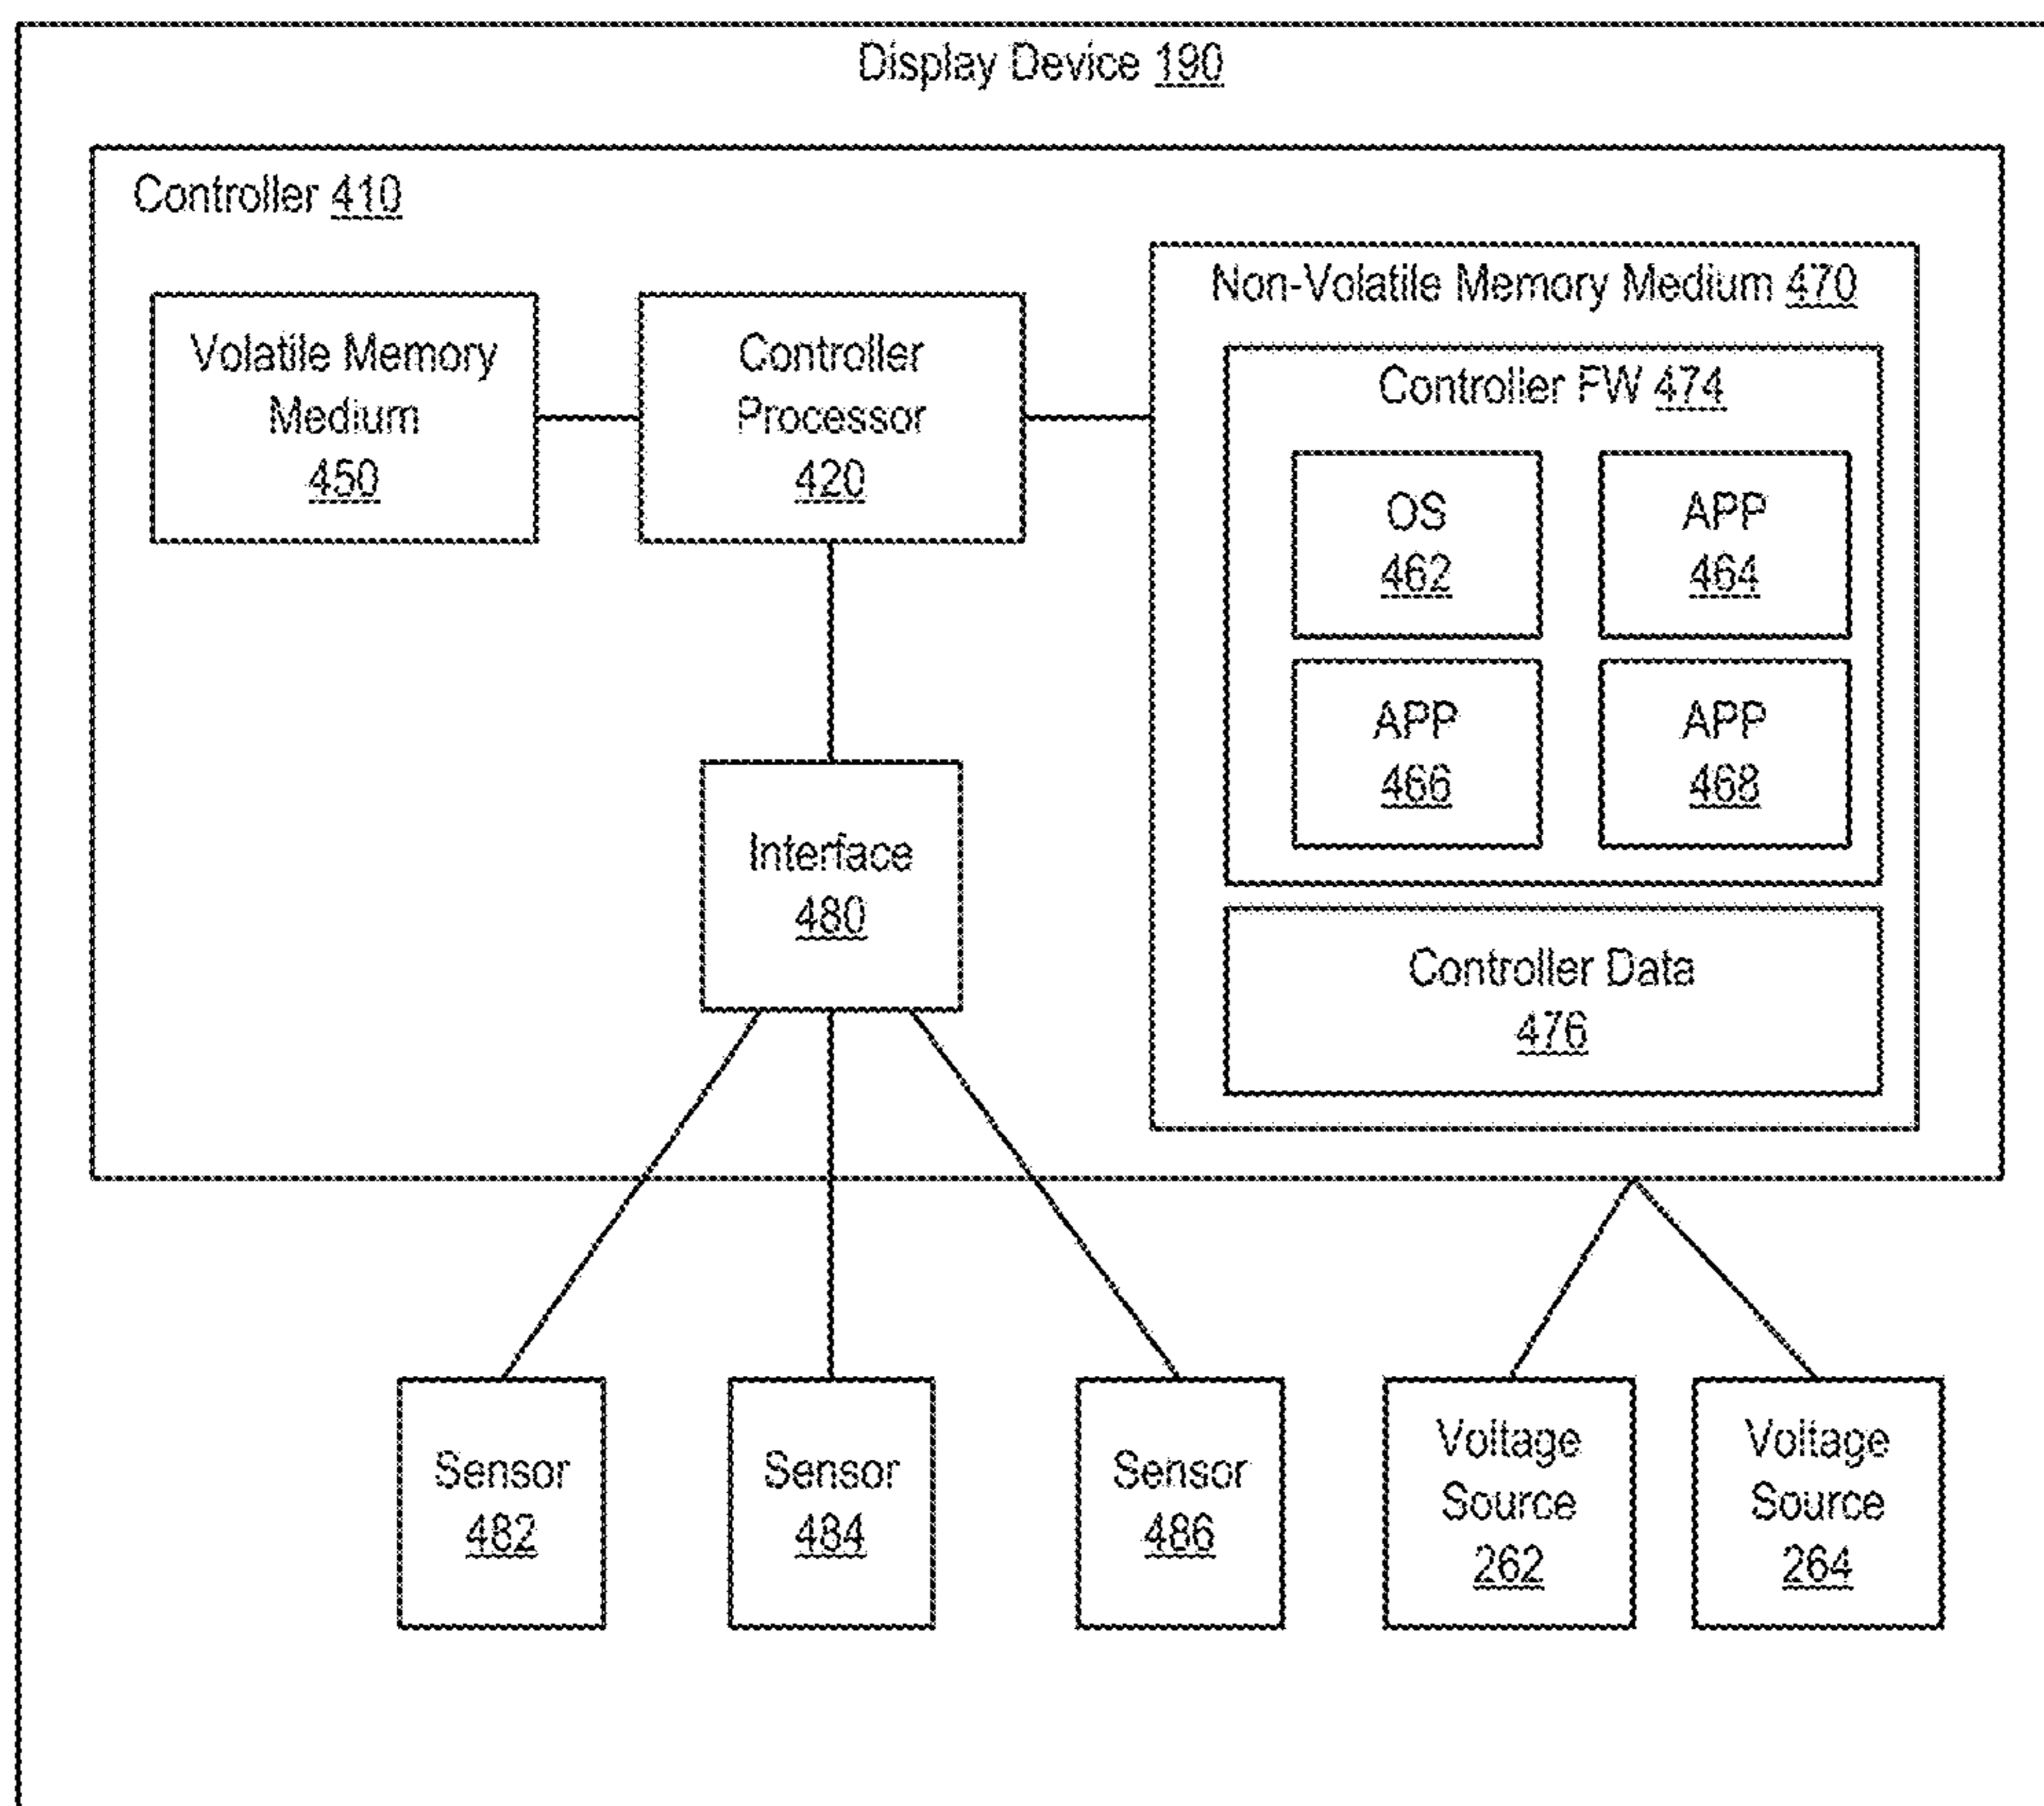 Display Device 190
Controller 410
Volatile Memory
Medium
450
Controller
Processor
420
Non-Volatile Memory Medium 470
Controller FW 474
OS
462
APP
464
APP
466
APP
468
Controller Data
476
Interface
480
Sensor
482
Sensor
484
Sensor
486
Voltage
Source
262
Voltage
Source
264